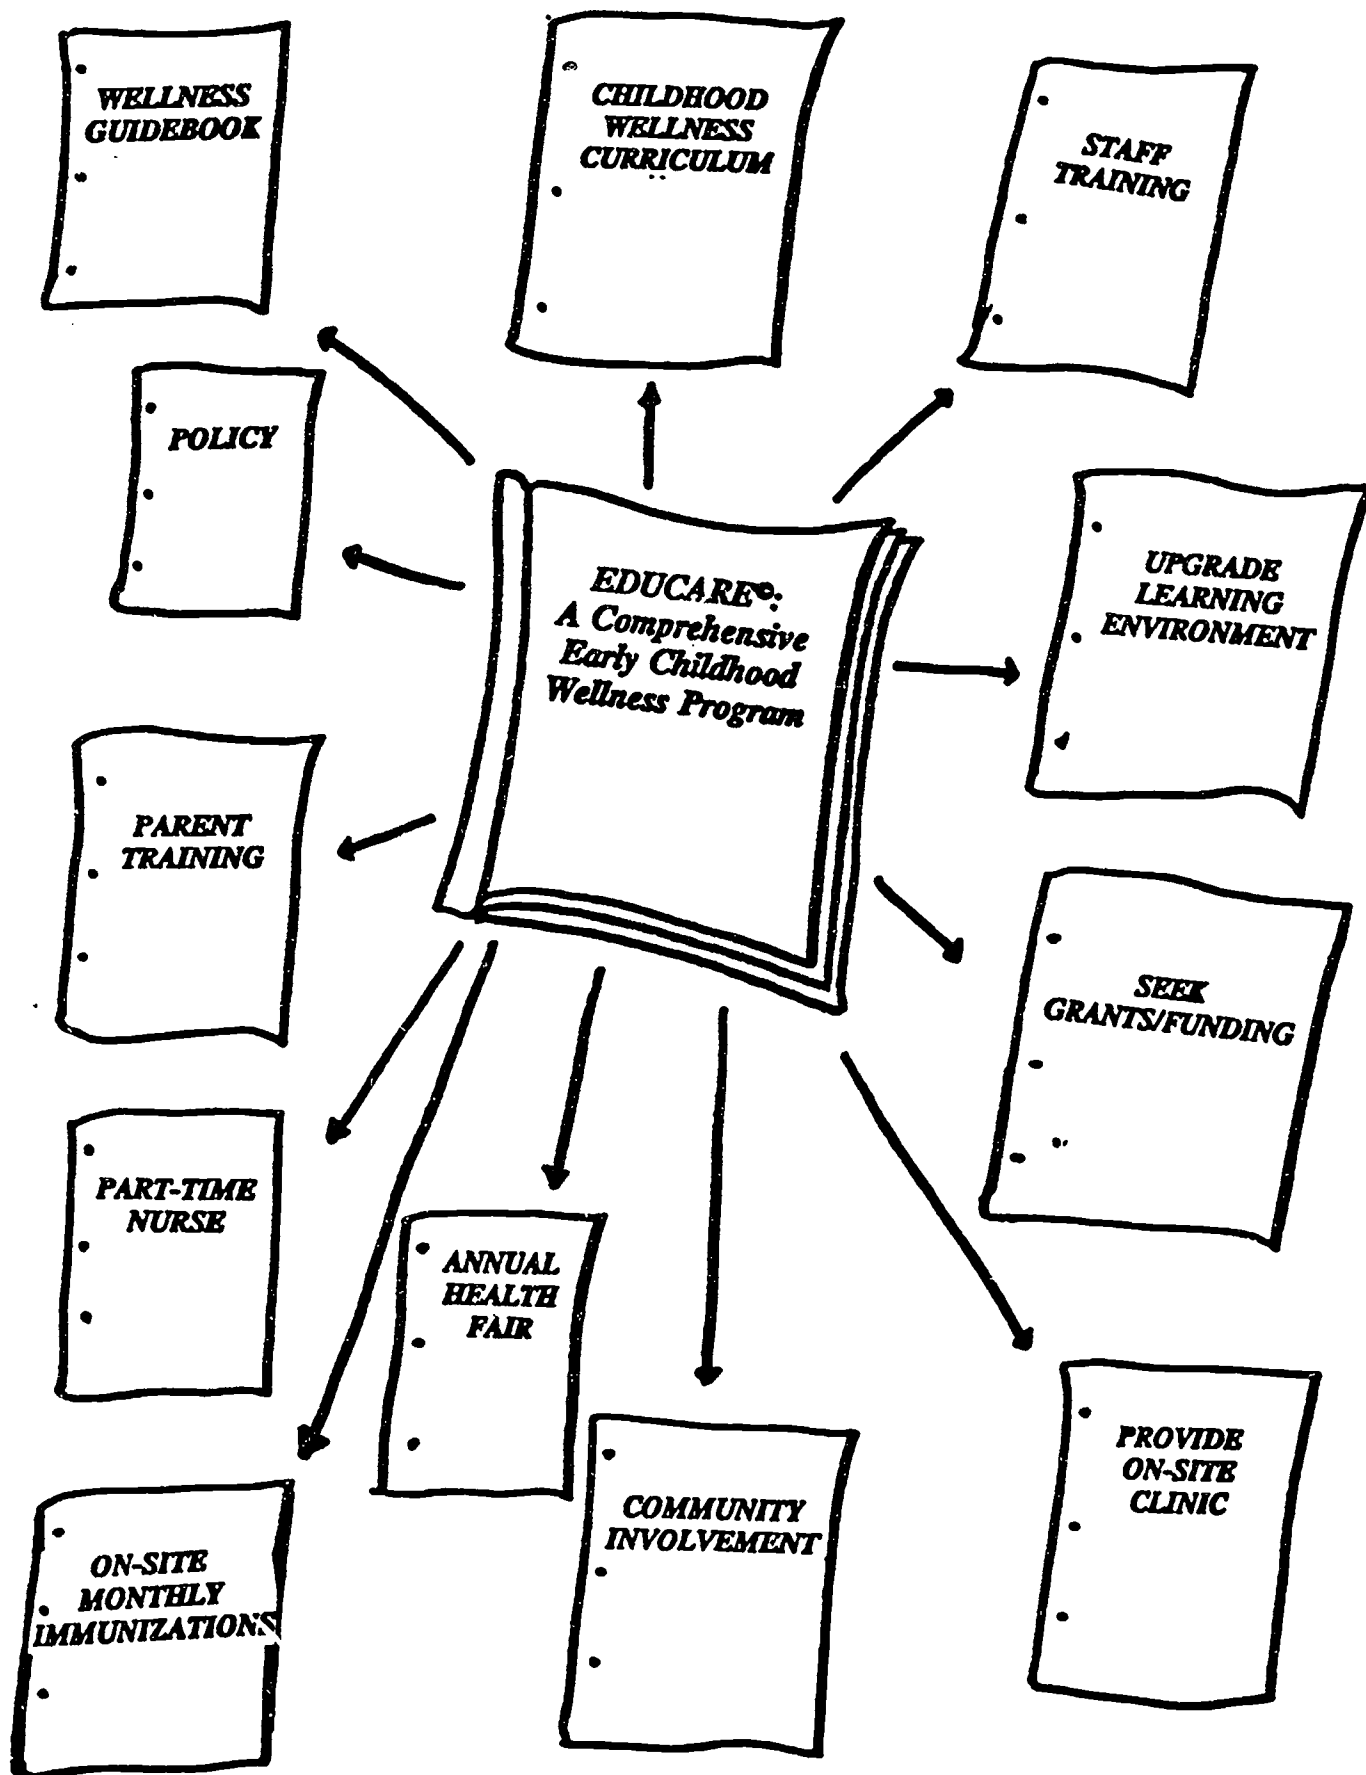 WELLNESS
GUIDEBOOK
CHILDHOOD
WELLNESS
CURRICULUM
STAFF
TRAINING
POLICY
EDUCARE©:
A Comprehensive
Early Childhood
Wellness Program
UPGRADE
LEARNING
ENVIRONMENT
PARENT
TRAINING
SEEK
GRANTS/FUNDING
PART-TIME
NURSE
ANNUAL
HEALTH
FAIR
PROVIDE
ON-SITE
CLINIC
COMMUNITY
INVOLVEMENT
ON-SITE
MONTHLY
IMMUNIZATIONS